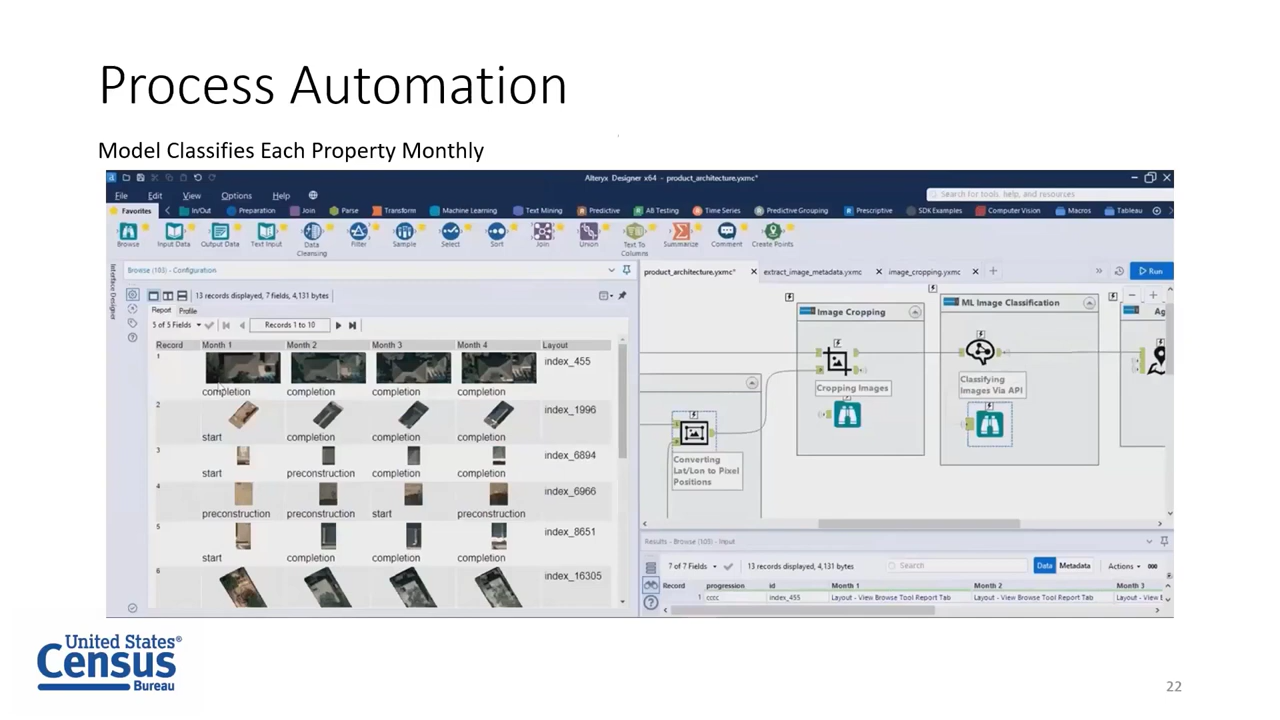 Process Automation
Model Classifies Each Property Monthly
Alteryx Designer x64 - product_architecture.yxmc*
File Edit View Options Help
Search for tools, help, and resources
Favorites In/Out Preparation Join Parse Transform Machine Learning Text Mining Predictive AB Testing Time Series Predictive Grouping Prescriptive SDK Examples Computer Vision Macros Tableau
Browse Input Data Output Data Text Input Data Cleansing Filter Sample Select Sort Join Union Text To Columns Summarize Comment Create Points
Interface Designer
Browse (103) - Configuration
13 records displayed, 7 fields, 4,131 bytes
Report Profile
5 of 5 Fields Records 1 to 10
Record Month 1 Month 2 Month 3 Month 4 Layout
1 index_455
completion completion completion completion
2 index_1996
start completion completion completion
3 index_6894
start preconstruction completion completion
4 index_6966
preconstruction preconstruction start preconstruction
5 index_8651
start completion completion completion
6 index_16305
product_architecture.yxmc* extract_image_metadata.yxmc image_cropping.yxmc
Run
Image Cropping
Cropping Images
ML Image Classification
Classifying
Images Via API
Ag
Converting
Lat/Lon to Pixel
Positions
Results - Browse (103) - Input
7 of 7 Fields 13 records displayed, 4,131 bytes Search Data Metadata Actions 000
Record progression id Month 1 Month 2 Month 3
1 cccc index_455 Layout - View Browse Tool Report Tab Layout - View Browse Tool Report Tab Layout - View
United States®
Census
Bureau
22